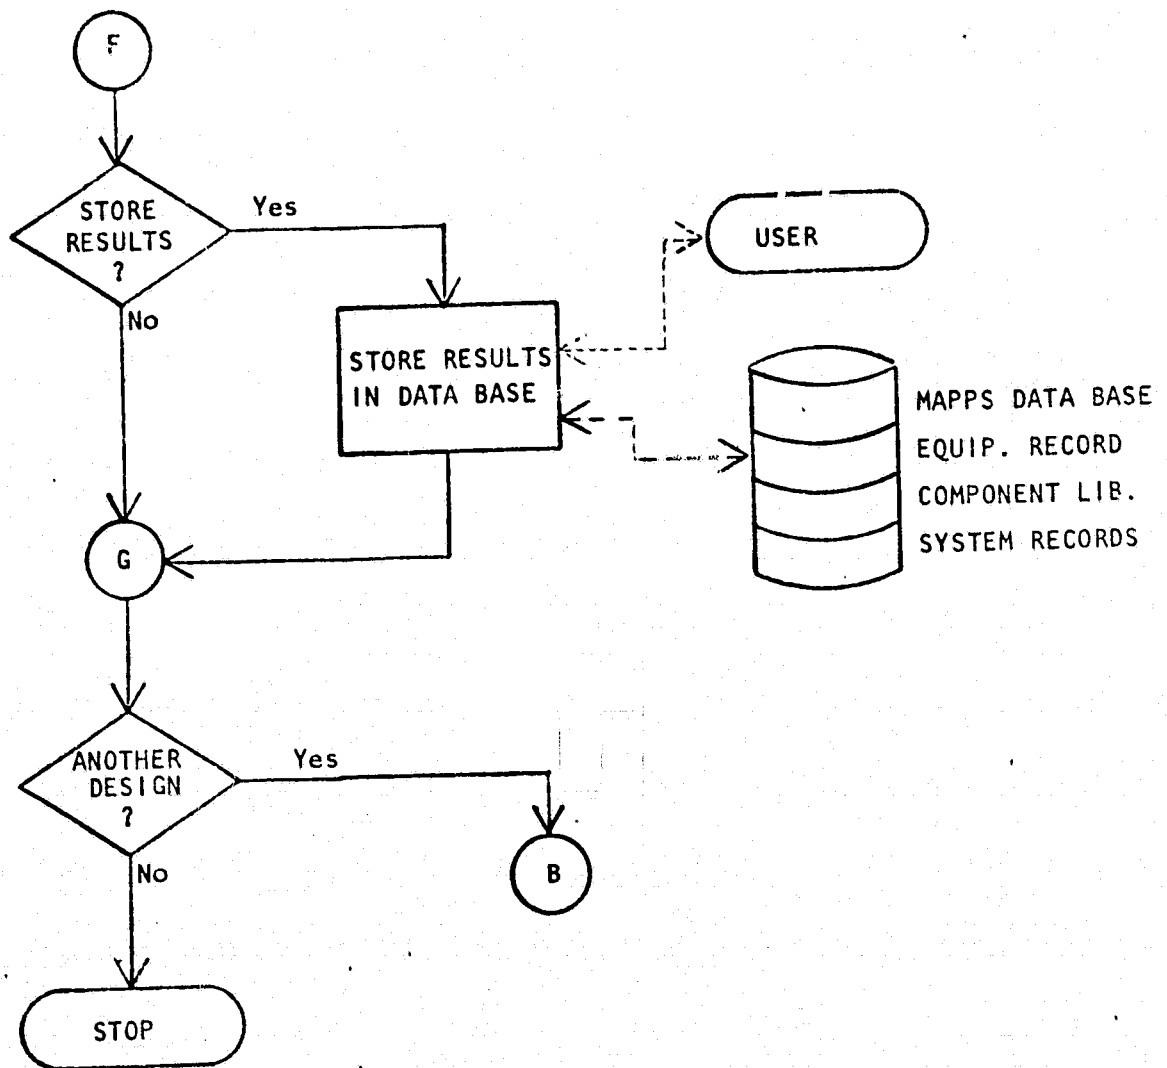 F
STORE
RESULTS
?
Yes
No
USER
STORE RESULTS
IN DATA BASE
MAPPS DATA BASE
EQUIP. RECORD
COMPONENT LIB.
SYSTEM RECORDS
G
ANOTHER
DESIGN
?
Yes
No
B
STOP